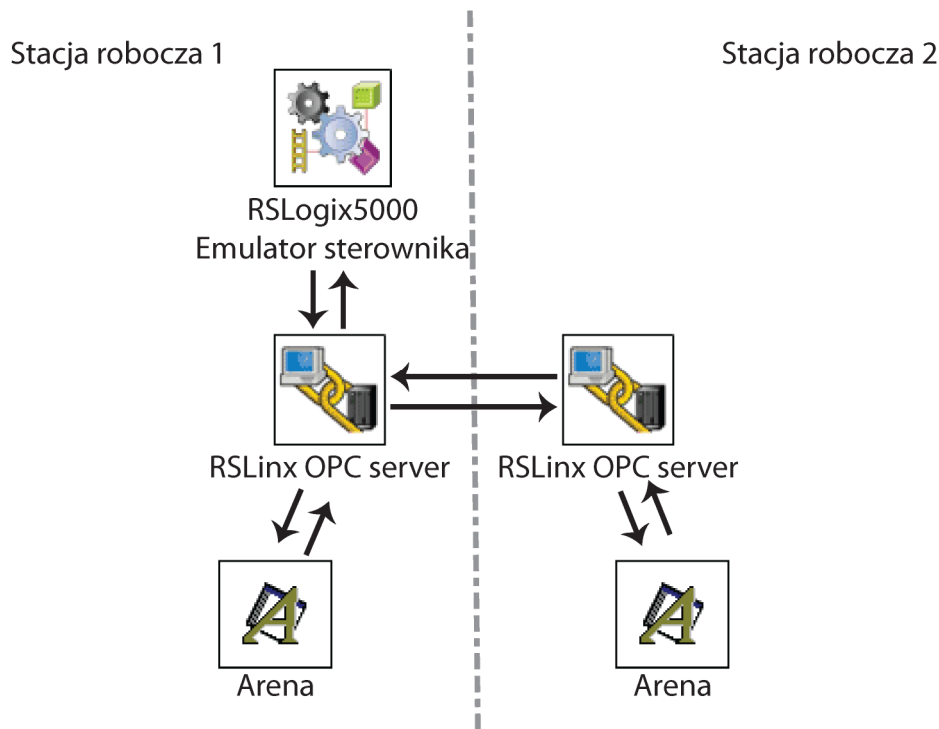 Stacja robocza 1
Stacja robocza 2
RSLogix5000
Emulator sterownika
RSLinx OPC server
RSLinx OPC server
Arena
Arena